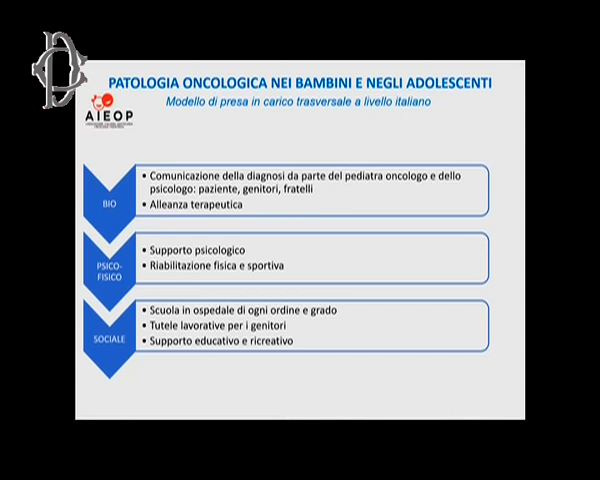 PATOLOGIA ONCOLOGICA NEI BAMBINI E NEGLI ADOLESCENTI
Modello di presa in carico trasversale a livello italiano
AIEOP
BIO
• Comunicazione della diagnosi da parte del pediatra oncologo e dello
psicologo: paziente, genitori, fratelli
• Alleanza terapeutica
PSICO-
FISICO
• Supporto psicologico
• Riabilitazione fisica e sportiva
SOCIALE
• Scuola in ospedale di ogni ordine e grado
• Tutele lavorative per i genitori
• Supporto educativo e ricreativo